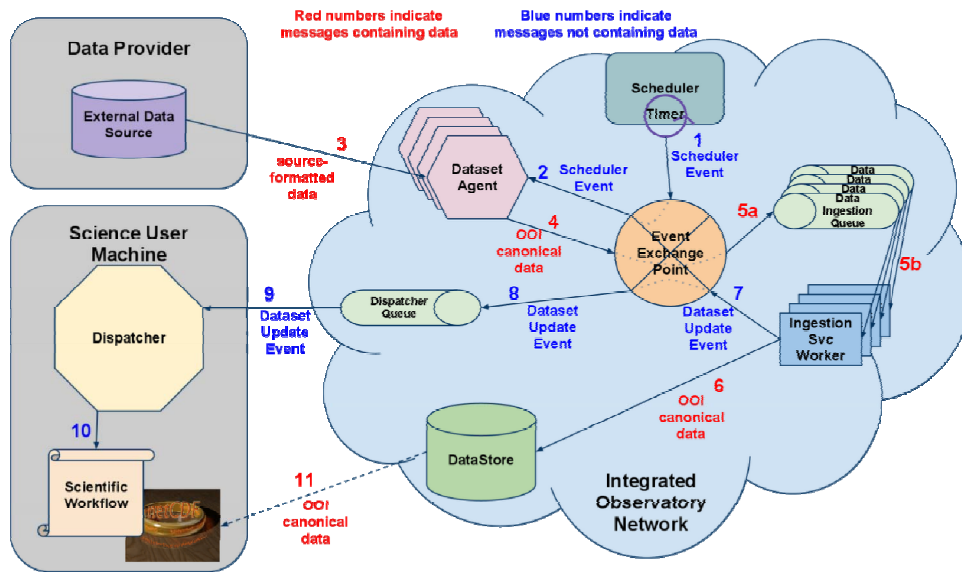 Red numbers indicate
messages containing data
Blue numbers indicate
messages not containing data
Data Provider
External Data
Source
3
source-
formatted
data
Scheduler
Timer
1
Scheduler
Event
Dataset
Agent
2
Scheduler
Event
4
OOI
canonical
data
Event
Exchange
Point
5a
Data
Data
Data
Data
Ingestion
Queue
5b
Ingestion
Svc
Worker
7
Dataset
Update
Event
8
Dataset
Update
Event
Dispatcher
Queue
9
Dataset
Update
Event
Science User
Machine
Dispatcher
10
Scientific
Workflow
6
OOI
canonical
data
DataStore
11
OOI
canonical
data
Integrated
Observatory
Network